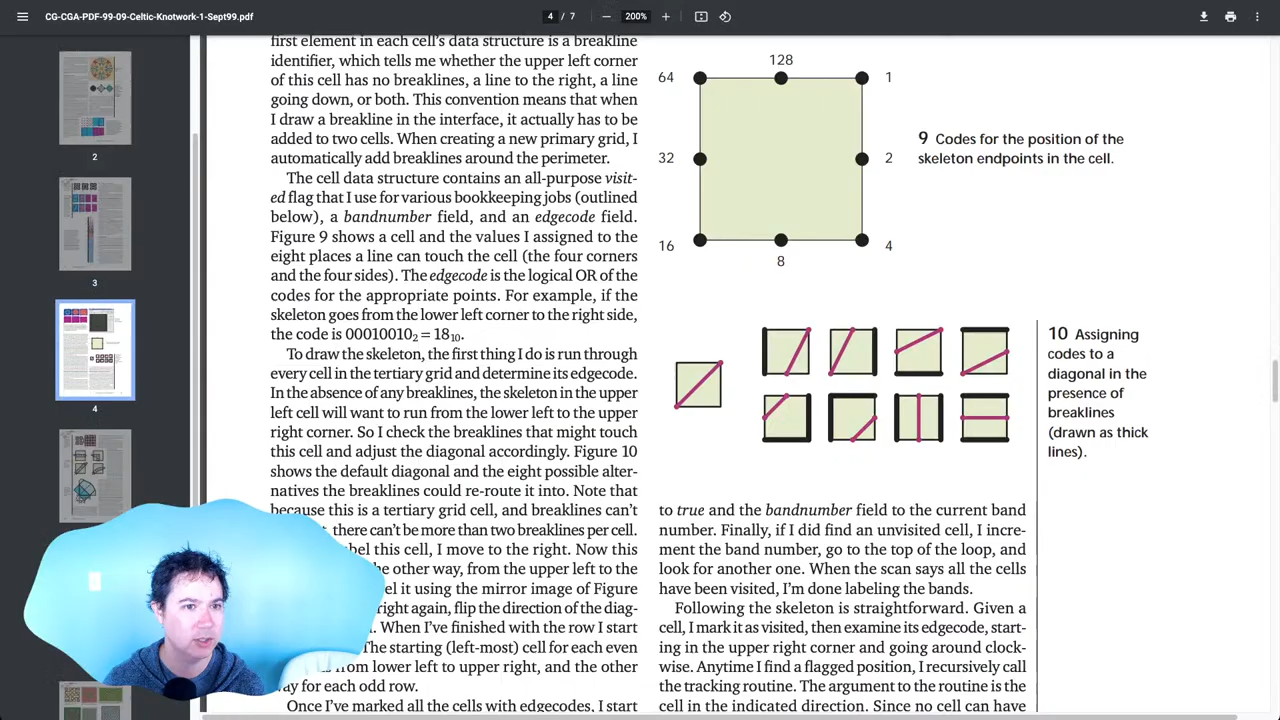 CG-CGA-PDF-99-09-Celtic-Knotwork-1-Sept99.pdf
4 / 7
200%
2
3
4
first element in each cell's data structure is a breakline
identifier, which tells me whether the upper left corner
of this cell has no breaklines, a line to the right, a line
going down, or both. This convention means that when
I draw a breakline in the interface, it actually has to be
added to two cells. When creating a new primary grid, I
automatically add breaklines around the perimeter.
The cell data structure contains an all-purpose visit-
ed flag that I use for various bookkeeping jobs (outlined
below), a bandnumber field, and an edgecode field.
Figure 9 shows a cell and the values I assigned to the
eight places a line can touch the cell (the four corners
and the four sides). The edgecode is the logical OR of the
codes for the appropriate points. For example, if the
skeleton goes from the lower left corner to the right side,
the code is 00010010₂ = 18₁₀.
To draw the skeleton, the first thing I do is run through
every cell in the tertiary grid and determine its edgecode.
In the absence of any breaklines, the skeleton in the upper
left cell will want to run from the lower left to the upper
right corner. So I check the breaklines that might touch
this cell and adjust the diagonal accordingly. Figure 10
shows the default diagonal and the eight possible alter-
natives the breaklines could re-route it into. Note that
because this is a tertiary grid cell, and breaklines can't
there can't be more than two breaklines per cell.
this cell, I move to the right. Now this
other way, from the upper left to the
it using the mirror image of Figure
right again, flip the direction of the diag-
When I've finished with the row I start
The starting (left-most) cell for each even
from lower left to upper right, and the other
way for each odd row.
Once I've marked all the cells with edgecodes, I start
64
128
1
32
2
16
8
4
9 Codes for the position of the
skeleton endpoints in the cell.
10 Assigning
codes to a
diagonal in the
presence of
breaklines
(drawn as thick
lines).
to true and the bandnumber field to the current band
number. Finally, if I did find an unvisited cell, I incre-
ment the band number, go to the top of the loop, and
look for another one. When the scan says all the cells
have been visited, I'm done labeling the bands.
Following the skeleton is straightforward. Given a
cell, I mark it as visited, then examine its edgecode, start-
ing in the upper right corner and going around clock-
wise. Anytime I find a flagged position, I recursively call
the tracking routine. The argument to the routine is the
cell in the indicated direction. Since no cell can have